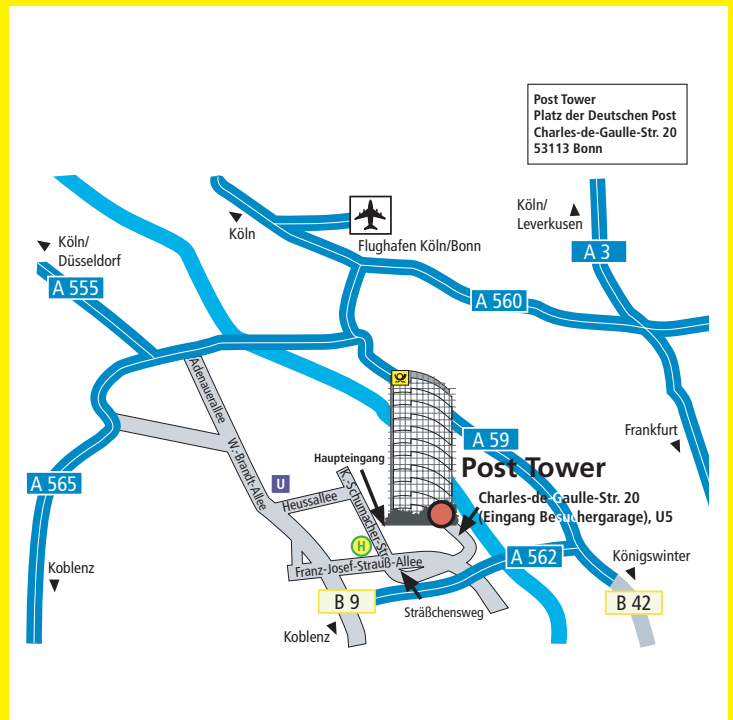 Post Tower
Platz der Deutschen Post
Charles-de-Gaulle-Str. 20
53113 Bonn
Köln/
Leverkusen
Köln
Flughafen Köln/Bonn
Köln/
Düsseldorf
A 3
A 555
A 560
Adenauerallee
W.-Brandt-Allee
A 59
Frankfurt
Haupteingang
Post Tower
A 565
U
Heussallee
K.-Schumacher-Str.
Charles-de-Gaulle-Str. 20
(Eingang Besuchergarage), U5
H
Franz-Josef-Strauß-Allee
A 562
Königswinter
Koblenz
B 9
Sträßchensweg
B 42
Koblenz